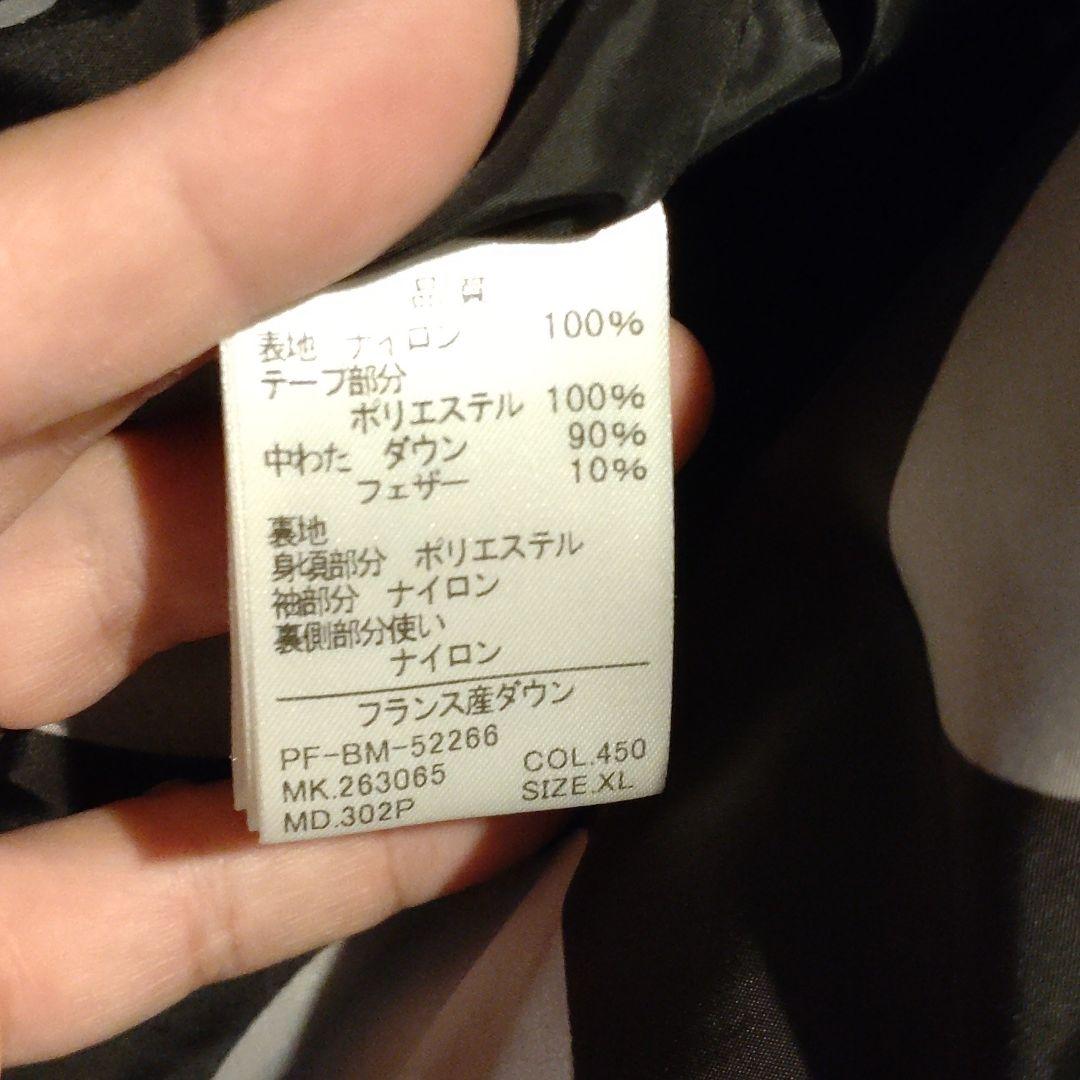 品 質
表地 ナイロン 100%
テープ部分
ポリエステル 100%
中わた ダウン 90%
フェザー 10%
裏地
身頃部分 ポリエステル
袖部分 ナイロン
裏側部分使い
ナイロン
フランス産ダウン
PF-BM-52266
MK.263065 COL.450
MD.302P SIZE.XL